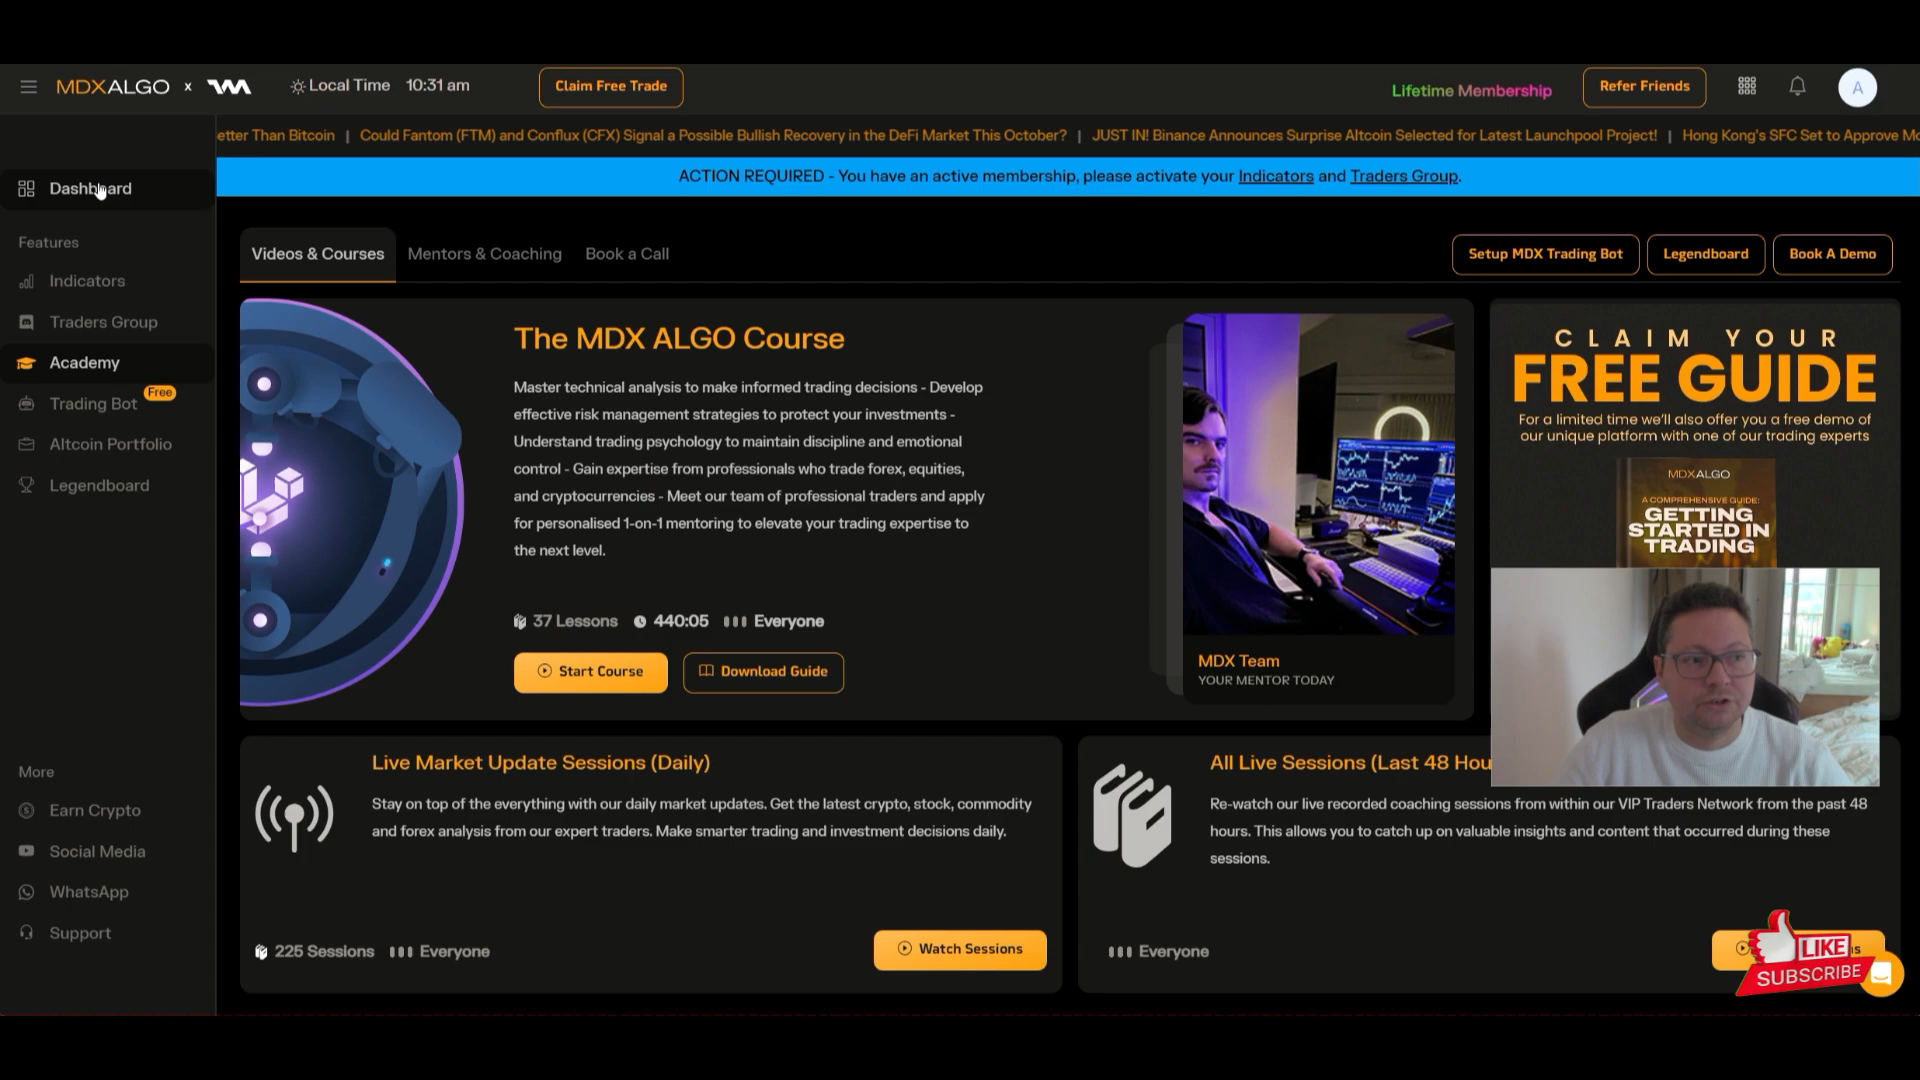 MDXALGO x
Local Time 10:31 am
Claim Free Trade
Lifetime Membership
Refer Friends
A
etter Than Bitcoin | Could Fantom (FTM) and Conflux (CFX) Signal a Possible Bullish Recovery in the DeFi Market This October? | JUST IN! Binance Announces Surprise Altcoin Selected for Latest Launchpool Project! | Hong Kong's SFC Set to Approve Mo
ACTION REQUIRED - You have an active membership, please activate your Indicators and Traders Group.
Dashboard
Features
Indicators
Traders Group
Academy
Trading Bot Free
Altcoin Portfolio
Legendboard
More
Earn Crypto
Social Media
WhatsApp
Support
Videos & Courses
Mentors & Coaching
Book a Call
Setup MDX Trading Bot
Legendboard
Book A Demo
The MDX ALGO Course
Master technical analysis to make informed trading decisions - Develop
effective risk management strategies to protect your investments -
Understand trading psychology to maintain discipline and emotional
control - Gain expertise from professionals who trade forex, equities,
and cryptocurrencies - Meet our team of professional traders and apply
for personalised 1-on-1 mentoring to elevate your trading expertise to
the next level.
37 Lessons 440:05 Everyone
Start Course
Download Guide
MDX Team
YOUR MENTOR TODAY
CLAIM YOUR
FREE GUIDE
For a limited time we'll also offer you a free demo of
our unique platform with one of our trading experts
MDXALGO
A COMPREHENSIVE GUIDE:
GETTING
STARTED IN
TRADING
Live Market Update Sessions (Daily)
Stay on top of the everything with our daily market updates. Get the latest crypto, stock, commodity
and forex analysis from our expert traders. Make smarter trading and investment decisions daily.
225 Sessions Everyone
Watch Sessions
All Live Sessions (Last 48 Hou
Re-watch our live recorded coaching sessions from within our VIP Traders Network from the past 48
hours. This allows you to catch up on valuable insights and content that occurred during these
sessions.
Everyone
LIKE
SUBSCRIBE